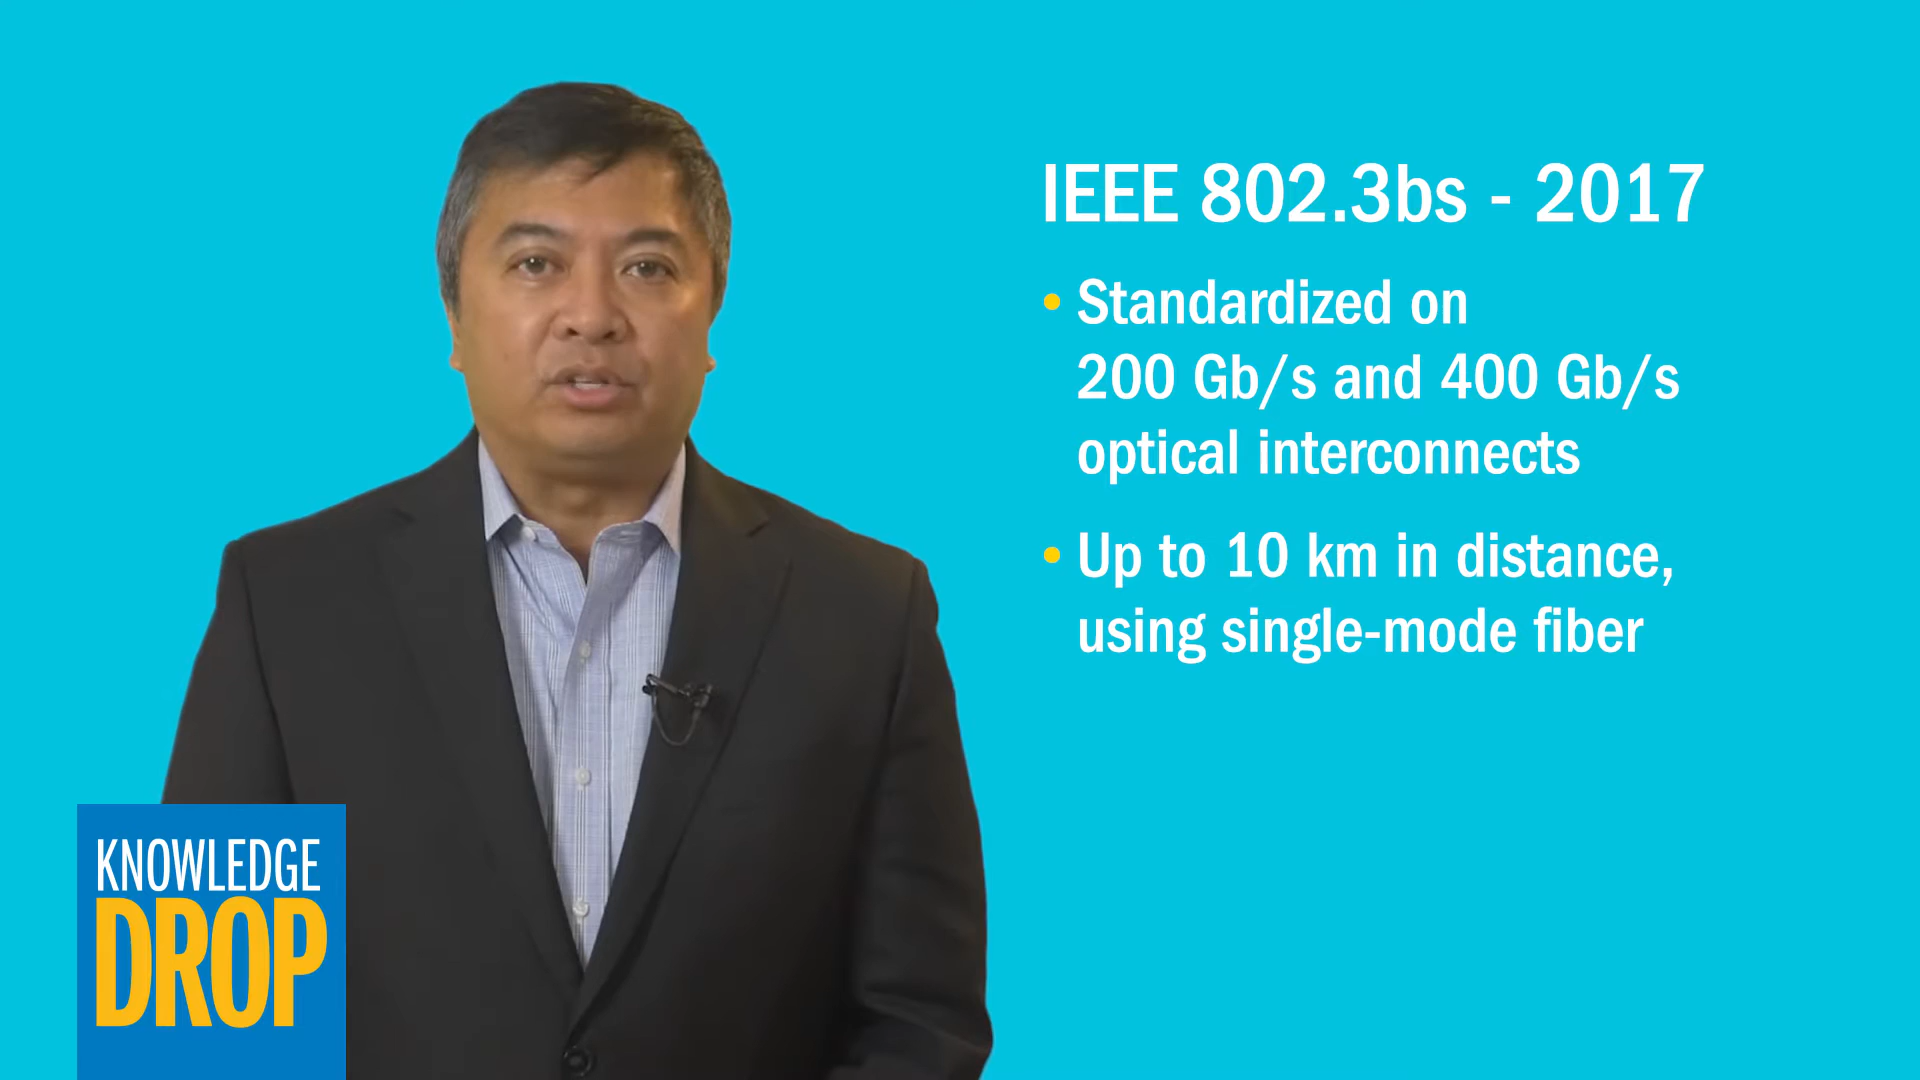 IEEE 802.3bs - 2017
• Standardized on
200 Gb/s and 400 Gb/s
optical interconnects
• Up to 10 km in distance,
using single-mode fiber
KNOWLEDGE
DROP